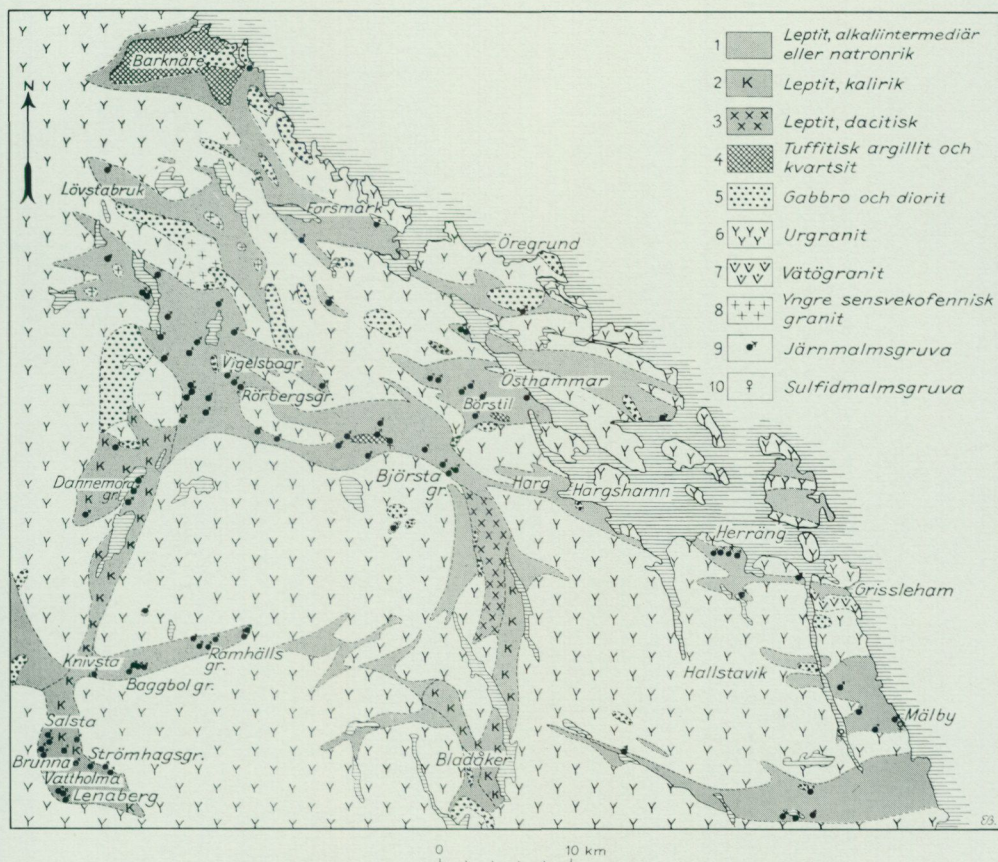 Barknåre
N
Lövstabruk
Forsmark
Öregrund
Vigelsbogr.
Rörbergsgr.
Östhammar
Börstil
Dannemora
gr.
Björsta
gr.
Harg
Hargshamn
Herräng
Grissleham
Knivsta
Ramhälls
gr.
Baggbol gr.
Hallstavik
Salsta
Brunna
Strömhagsgr.
Vattholma
Lenaberg
Bladåker
Mälby
1 Leptit, alkaliintermediär
eller natronrik
2 K Leptit, kalirik
3 Leptit, dacitisk
4 Tuffitisk argillit och
kvartsit
5 Gabbro och diorit
6 Urgranit
7 Vätögranit
8 Yngre sensvekofennisk
granit
9 Järnmalmsgruva
10 Sulfidmalmsgruva
0 10 km